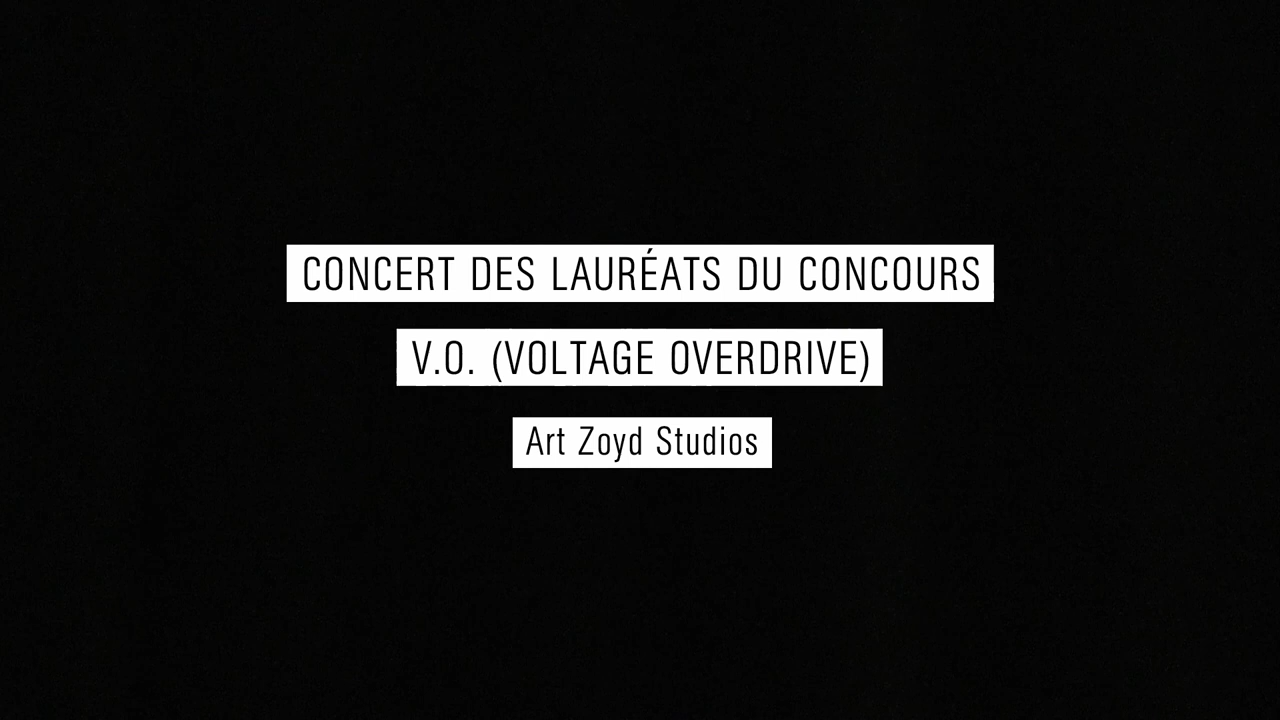 CONCERT DES LAURÉATS DU CONCOURS
V.O. (VOLTAGE OVERDRIVE)
Art Zoyd Studios